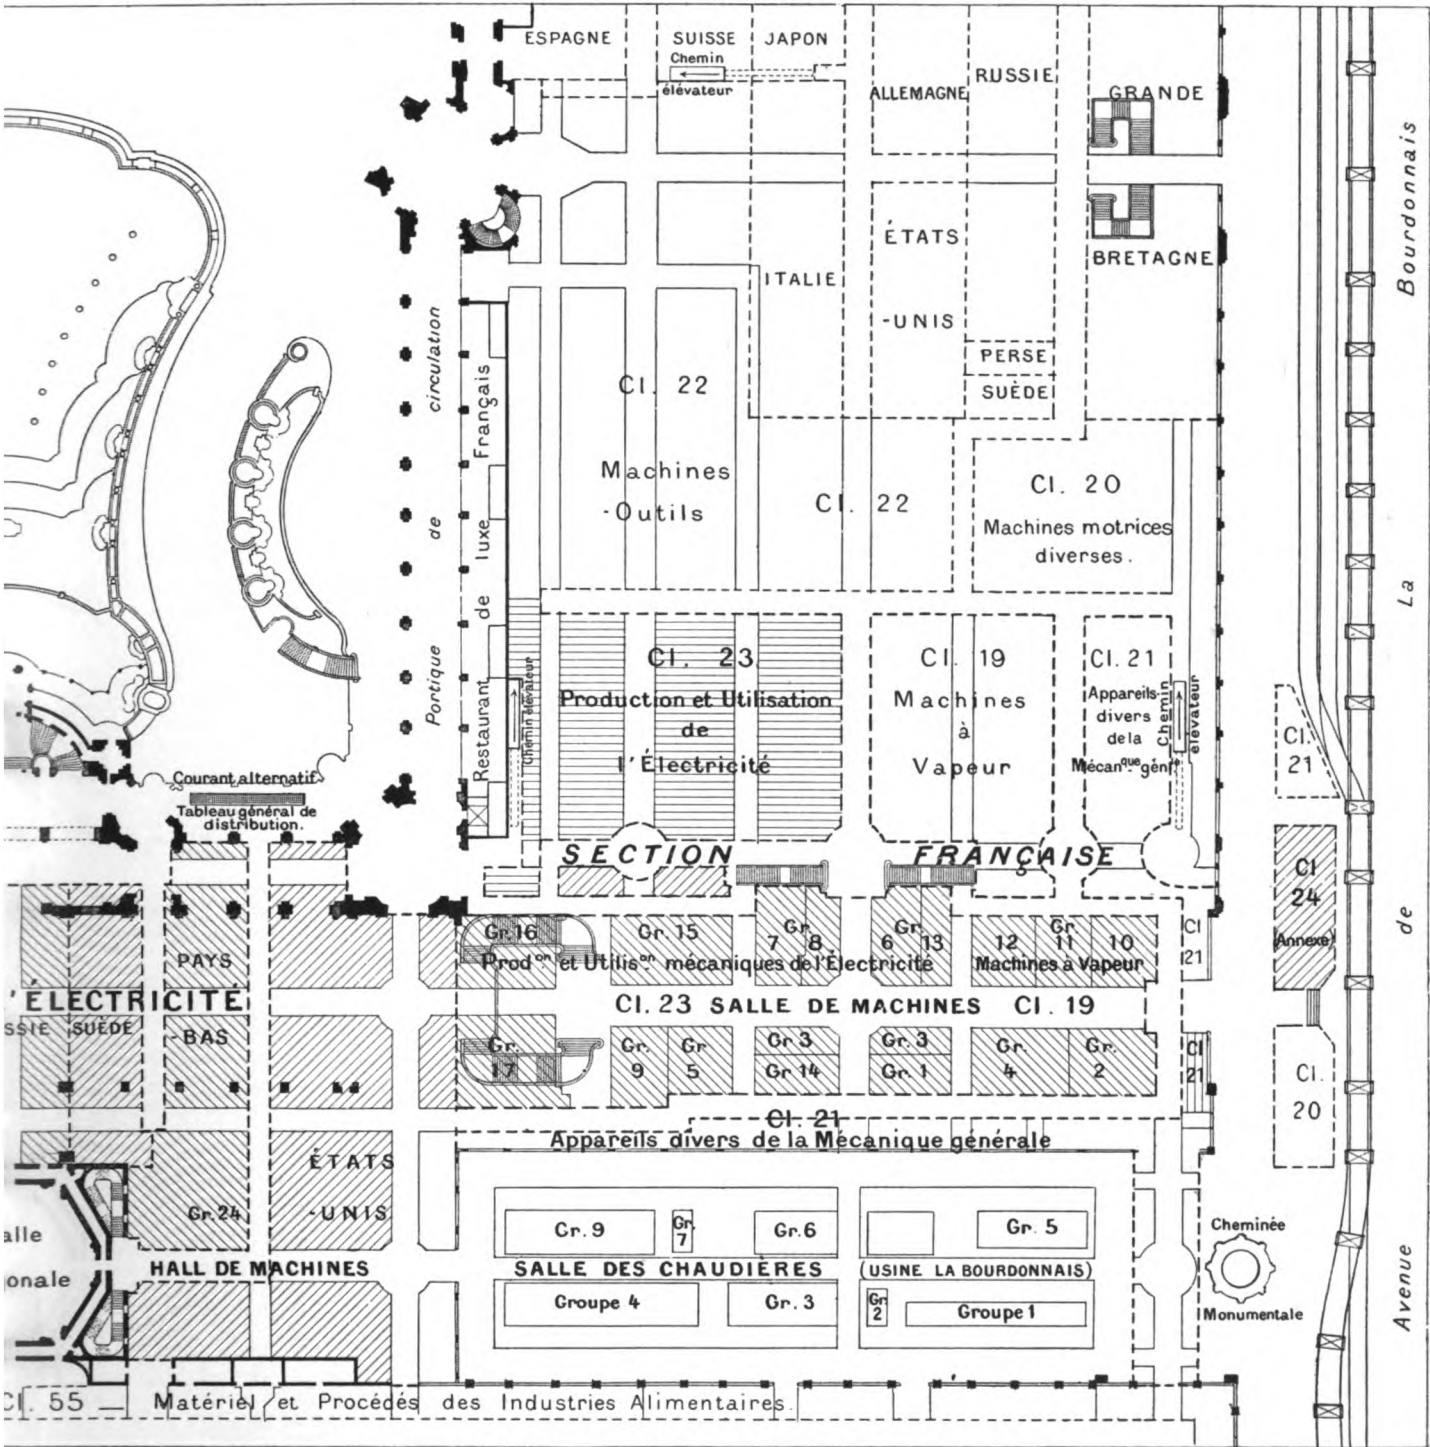 ESPAGNE
SUISSE
JAPON
Chemin
élévateur
ALLEMAGNE
RUSSIE
GRANDE
BRETAGNE
ÉTATS
-UNIS
ITALIE
PERSE
SUÈDE
Avenue de La Bourdonnais
Portique de circulation
Restaurant de luxe Français
Cl. 22
Machines
-Outils
Cl. 22
Cl. 20
Machines motrices
diverses.
Cl. 23
Production et Utilisation
de
l'Électricité
Chemin élévateur
Cl. 19
Machines
à
Vapeur
Cl. 21
Appareils
divers
de la
Mécan.que génle
Chemin
élévateur
Cl.
21
Courant alternatif
Tableau général de
distribution.
SECTION FRANÇAISE
Cl
24
(Annexe)
Gr. 16
Gr. 15
Gr.
7 8
Gr.
6 13
Gr.
12 11 10
Cl
21
Prodon et Utilison mécaniques de l'Électricité
Machines à Vapeur
PAYS
-BAS
'ÉLECTRICITÉ
SSIE
SUÈDE
Cl. 23 SALLE DE MACHINES Cl. 19
Gr.
17
Gr.
9
Gr
5
Gr 3
Gr 14
Gr. 3
Gr. 1
Gr.
4
Gr.
2
Cl
21
Cl.
20
Cl. 21
Appareils divers de la Mécanique générale
ÉTATS
-UNIS
Gr. 24
alle
onale
HALL DE MACHINES
Gr. 9
Gr.
7
Gr. 6
Gr. 5
SALLE DES CHAUDIÈRES (USINE LA BOURDONNAIS)
Groupe 4
Gr. 3
Gr
2
Groupe 1
Cheminée
Monumentale
Cl. 55 — Matériel et Procédés des Industries Alimentaires.